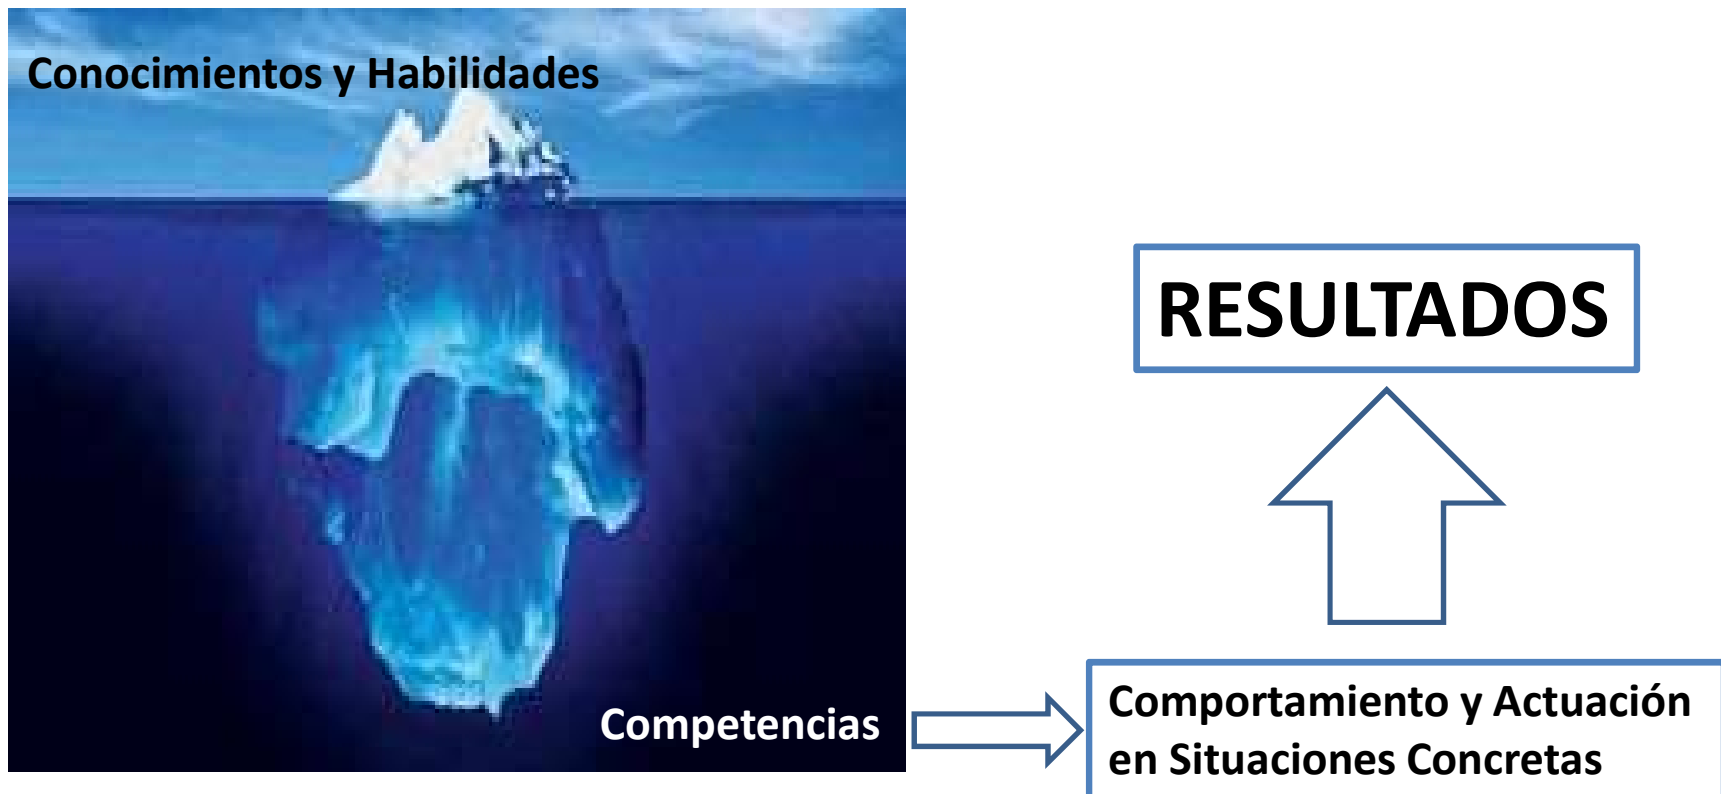 Conocimientos y Habilidades
RESULTADOS
Competencias
Comportamiento y Actuación
en Situaciones Concretas